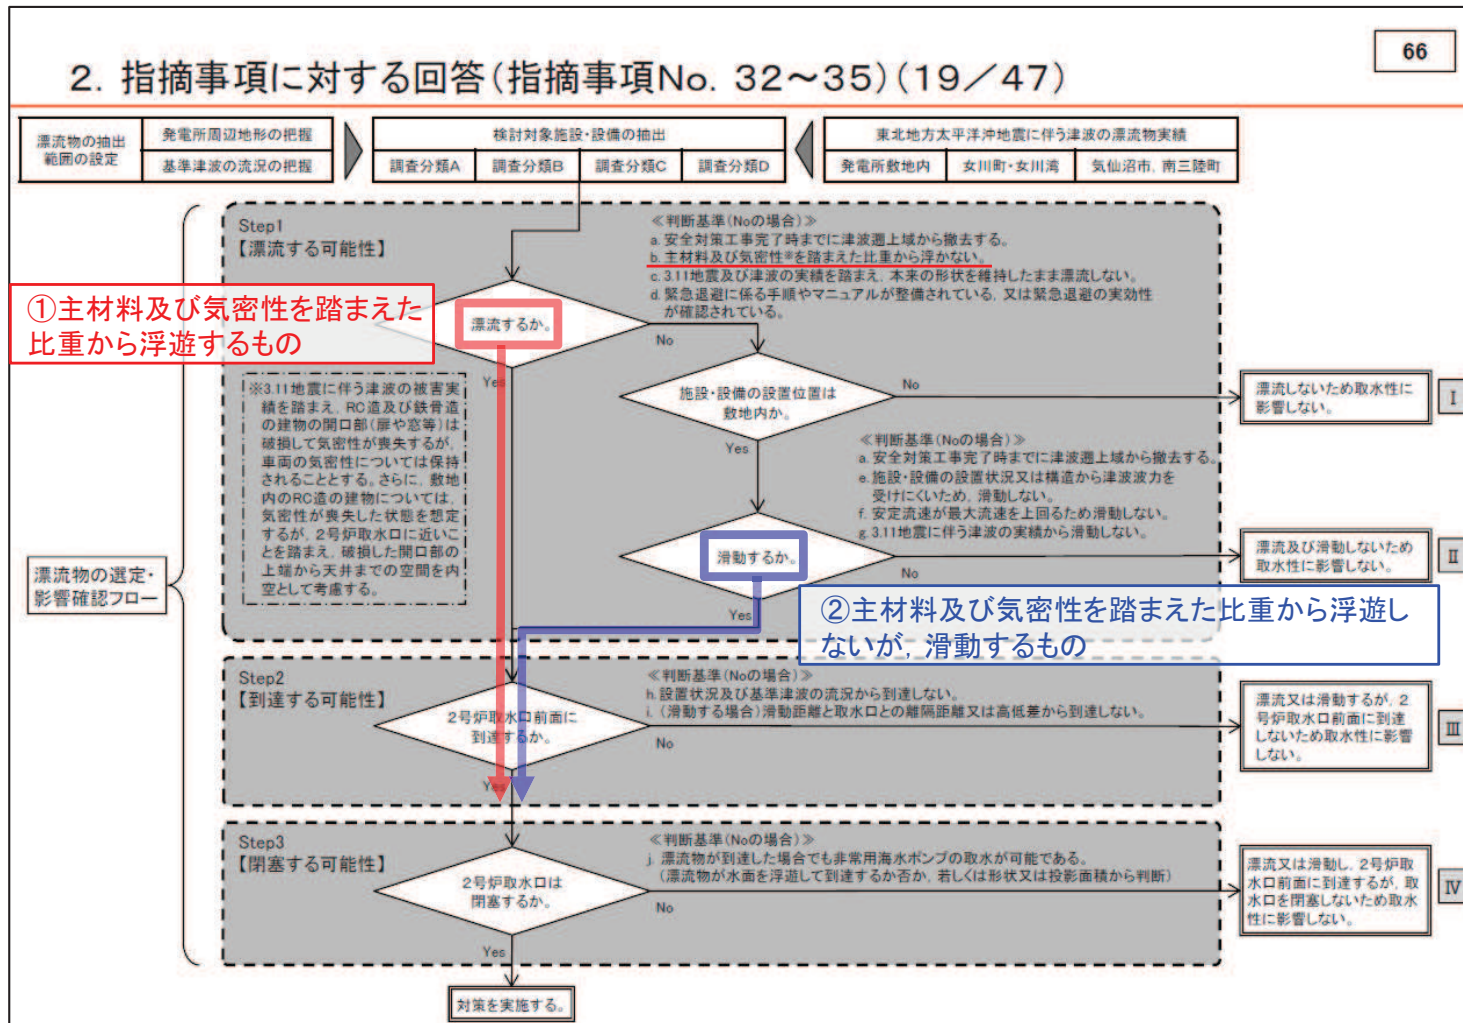 66
2. 指摘事項に対する回答(指摘事項No. 32～35)(19／47)
漂流物の抽出
範囲の設定
発電所周辺地形の把握
基準津波の流況の把握
検討対象施設・設備の抽出
調査分類A
調査分類B
調査分類C
調査分類D
東北地方太平洋沖地震に伴う津波の漂流物実績
発電所敷地内
女川町・女川湾
気仙沼市, 南三陸町
漂流物の選定・
影響確認フロー
Step1
【漂流する可能性】
≪判断基準(Noの場合)≫
a. 安全対策工事完了時までに津波遡上域から撤去する。
b. 主材料及び気密性※を踏まえた比重から浮かない。
c. 3.11地震及び津波の実績を踏まえ, 本来の形状を維持したまま漂流しない。
d. 緊急退避に係る手順やマニュアルが整備されている, 又は緊急退避の実効性
が確認されている。
①主材料及び気密性を踏まえた
比重から浮遊するもの
漂流するか。
No
Yes
※3.11地震に伴う津波の被害実
績を踏まえ, RC造及び鉄骨造
の建物の開口部(扉や窓等)は
破損して気密性が喪失するが,
車両の気密性については保持
されることとする。さらに, 敷地
内のRC造の建物については,
気密性が喪失した状態を想定
するが, 2号炉取水口に近いこ
とを踏まえ, 破損した開口部の
上端から天井までの空間を内
空として考慮する。
施設・設備の設置位置は
敷地内か。
No
Yes
漂流しないため取水性に
影響しない。
I
≪判断基準(Noの場合)≫
a. 安全対策工事完了時までに津波遡上域から撤去する。
e. 施設・設備の設置状況又は構造から津波波力を
受けにくいため, 滑動しない。
f. 安定流速が最大流速を上回るため滑動しない。
g. 3.11地震に伴う津波の実績から滑動しない。
滑動するか。
No
Yes
漂流及び滑動しないため
取水性に影響しない。
II
②主材料及び気密性を踏まえた比重から浮遊し
ないが, 滑動するもの
Step2
【到達する可能性】
≪判断基準(Noの場合)≫
h. 設置状況及び基準津波の流況から到達しない。
i. (滑動する場合)滑動距離と取水口との離隔距離又は高低差から到達しない。
2号炉取水口前面に
到達するか。
No
Yes
漂流又は滑動するが, 2
号炉取水口前面に到達
しないため取水性に影響
しない。
III
Step3
【閉塞する可能性】
≪判断基準(Noの場合)≫
j. 漂流物が到達した場合でも非常用海水ポンプの取水が可能である。
(漂流物が水面を浮遊して到達するか否か, 若しくは形状又は投影面積から判断)
2号炉取水口は
閉塞するか。
No
Yes
漂流又は滑動し, 2号炉取
水口前面に到達するが, 取
水口を閉塞しないため取水
性に影響しない。
IV
対策を実施する。